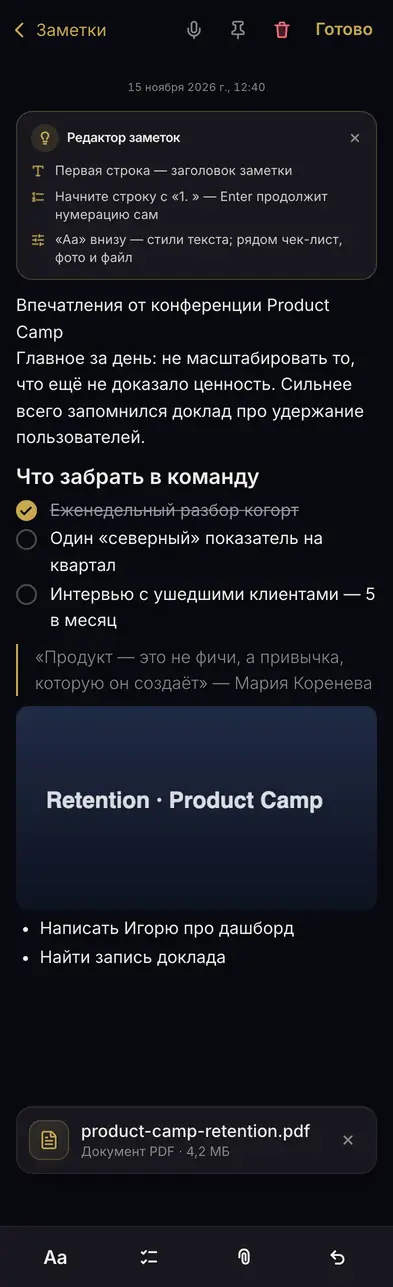 Заметки
Готово
15 ноября 2026 г., 12:40
Редактор заметок
Первая строка — заголовок заметки
Начните строку с «1. » — Enter продолжит
нумерацию сам
«Aa» внизу — стили текста; рядом чек-лист,
фото и файл
Впечатления от конференции Product
Camp
Главное за день: не масштабировать то,
что ещё не доказало ценность. Сильнее
всего запомнился доклад про удержание
пользователей.
Что забрать в команду
Еженедельный разбор когорт
Один «северный» показатель на
квартал
Интервью с ушедшими клиентами — 5
в месяц
«Продукт — это не фичи, а привычка,
которую он создаёт» — Мария Коренева
Retention · Product Camp
• Написать Игорю про дашборд
• Найти запись доклада
product-camp-retention.pdf
Документ PDF · 4,2 МБ
Aa